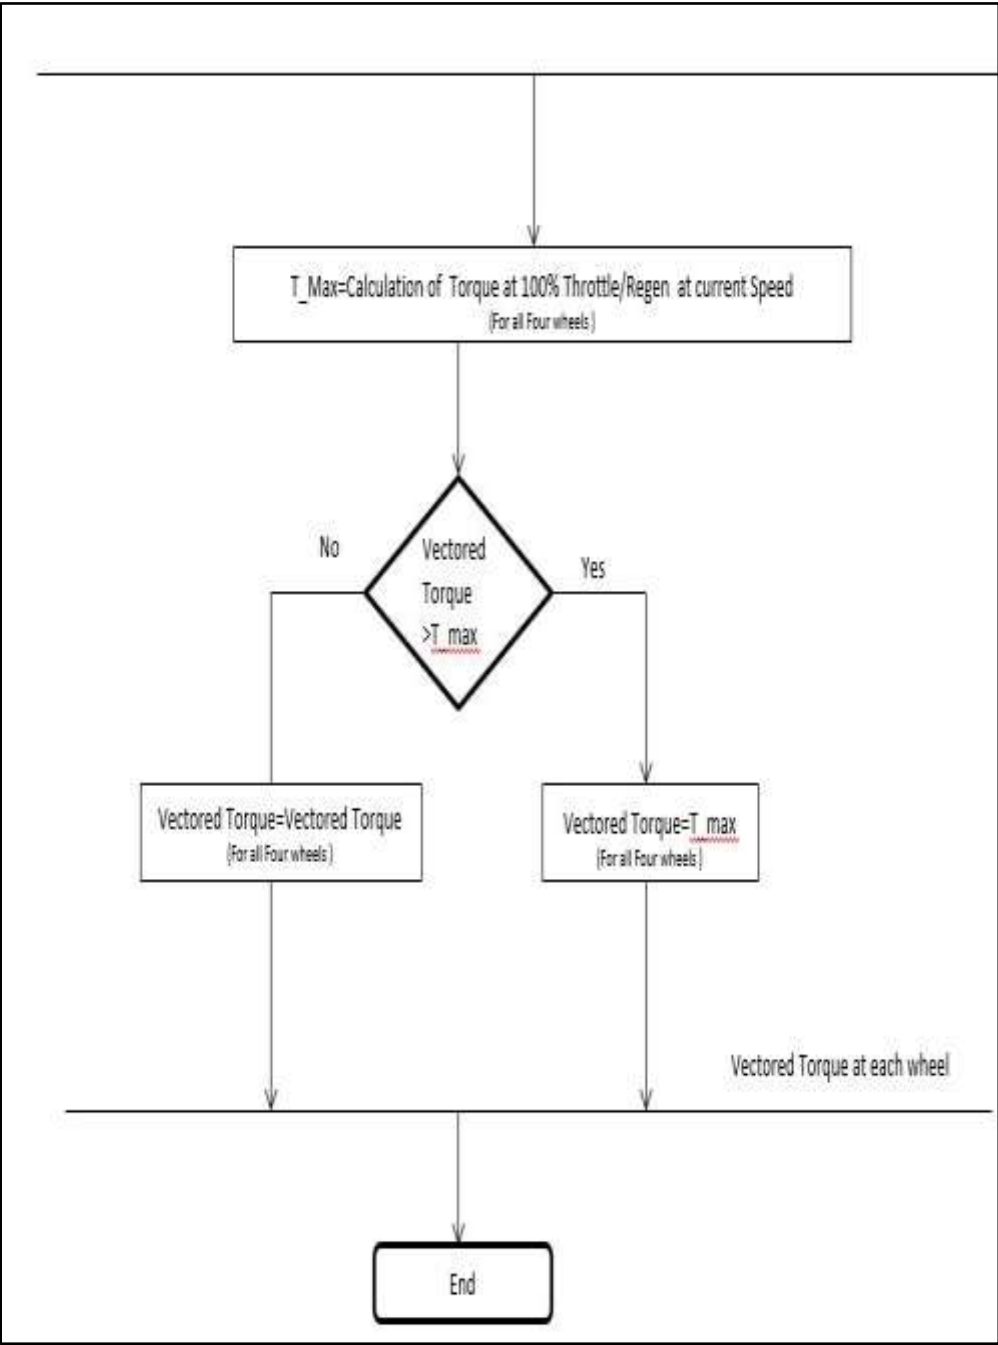 T_Max=Calculation of Torque at 100% Throttle/Regen at current Speed
(For all Four wheels )
No
Vectored
Torque
>T_max
Yes
Vectored Torque=Vectored Torque
(For all Four wheels )
Vectored Torque=T_max
(For all Four wheels )
Vectored Torque at each wheel
End